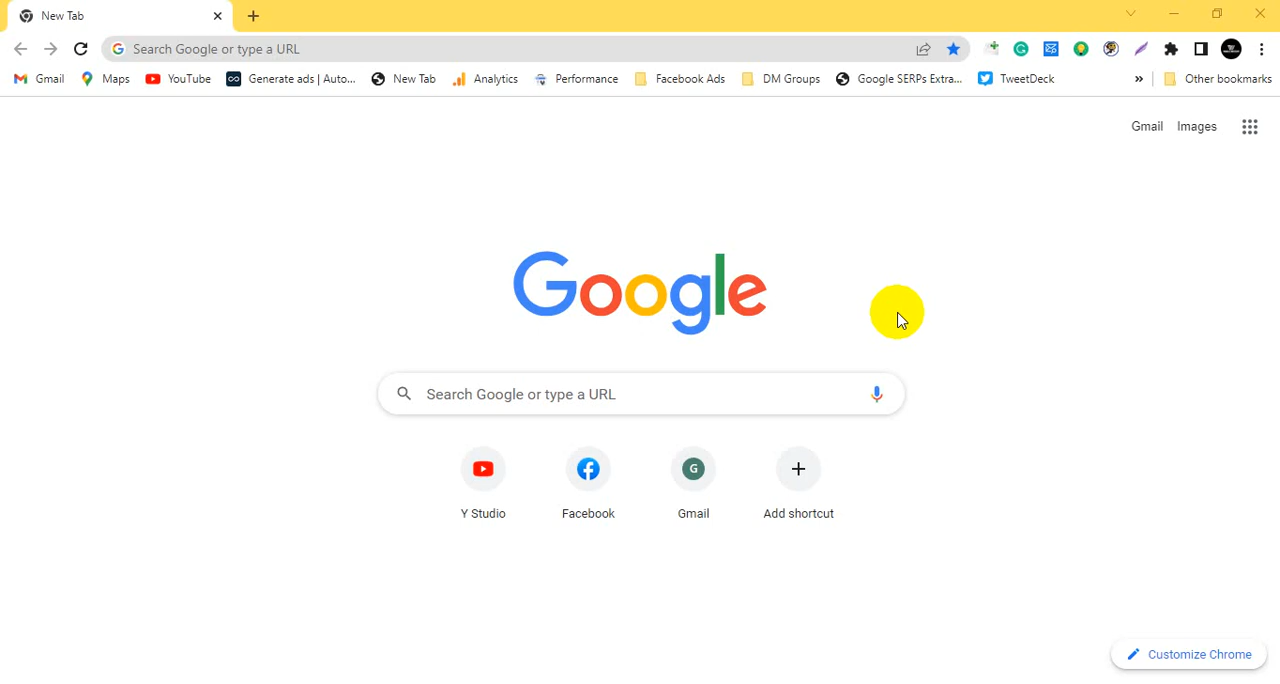 New Tab
Search Google or type a URL
Gmail Maps YouTube Generate ads | Auto... New Tab Analytics Performance Facebook Ads DM Groups Google SERPs Extra... TweetDeck » Other bookmarks
Gmail Images
Google
Search Google or type a URL
G
Y Studio Facebook Gmail Add shortcut
Customize Chrome